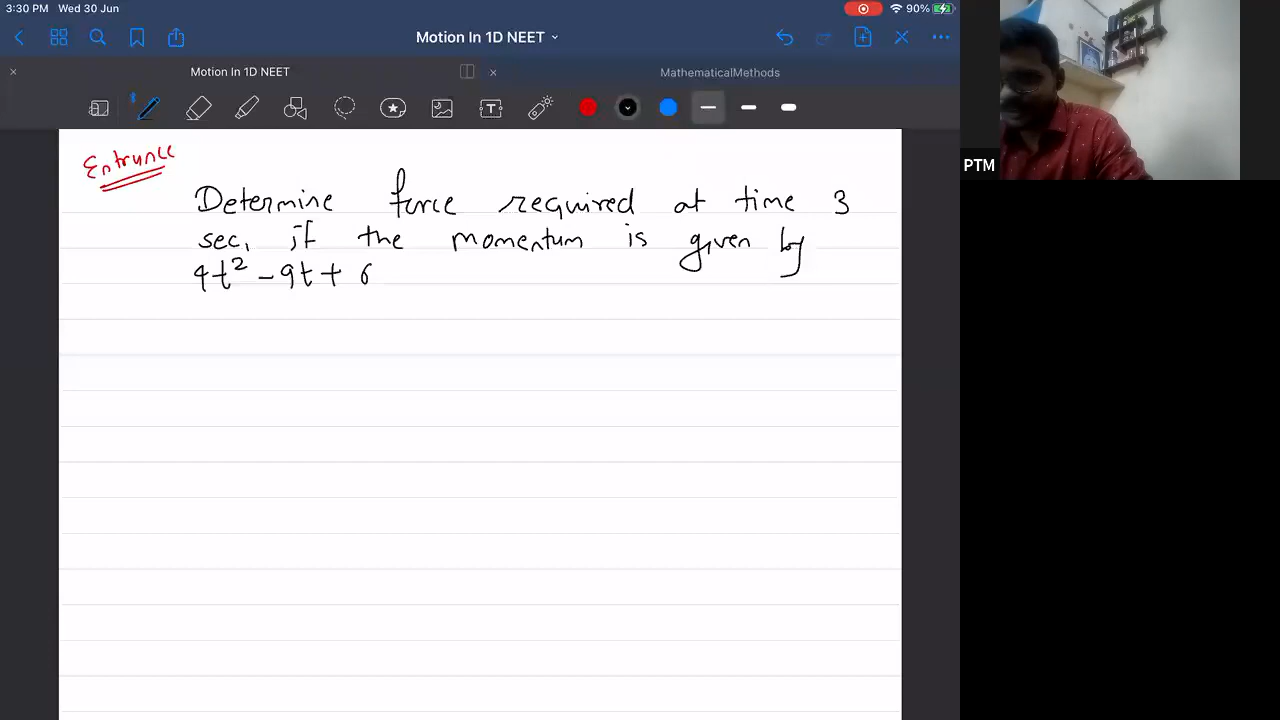 3:30 PM Wed 30 Jun
90%
Motion In 1D NEET
Motion In 1D NEET
MathematicalMethods
Entrance
Determine force required at time 3
sec, if the momentum is given by
4t² - 9t + 6
PTM